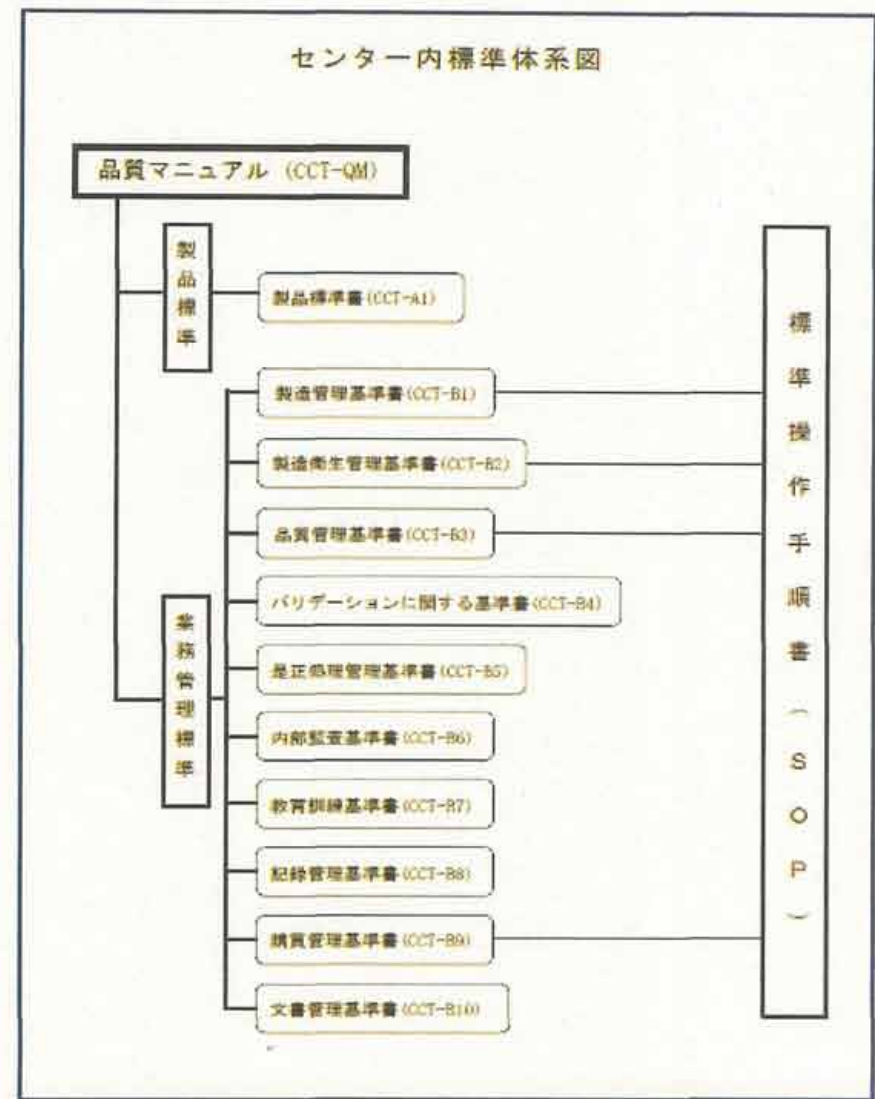 センター内標準体系図
品質マニュアル (CCT-QM)
製品標準
製品標準書(CCT-A1)
業務管理標準
製造管理基準書(CCT-B1)
製造衛生管理基準書(CCT-B2)
品質管理基準書(CCT-B3)
バリデーションに関する基準書(CCT-B4)
是正処理管理基準書(CCT-B5)
内部監査基準書(CCT-B6)
教育訓練基準書(CCT-B7)
記録管理基準書(CCT-B8)
購買管理基準書(CCT-B9)
文書管理基準書(CCT-B10)
標準操作手順書(SOP)